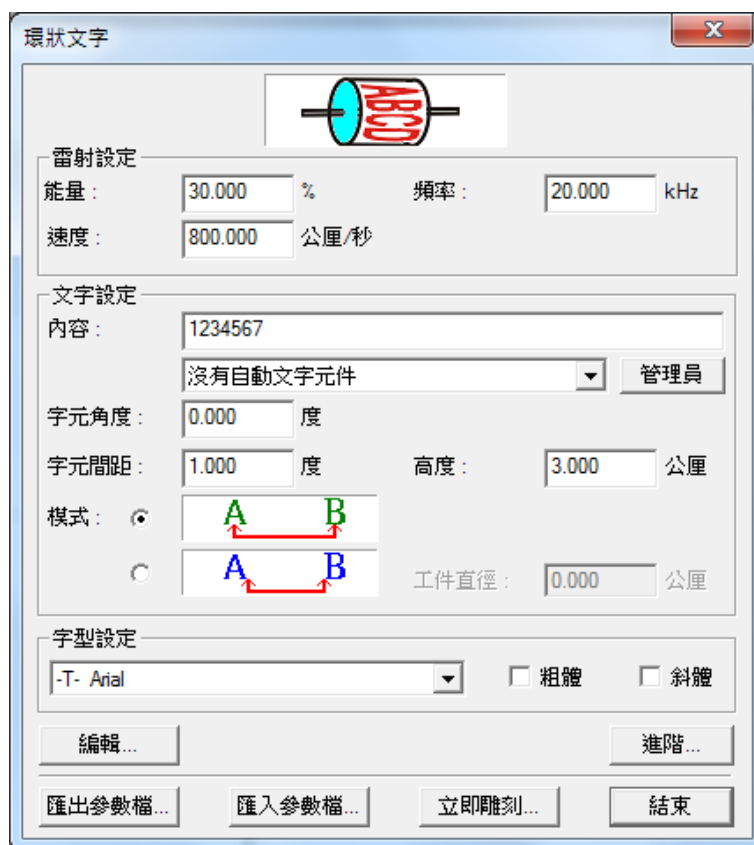 環狀文字
ABCD
雷射設定
能量 : 30.000 % 頻率 : 20.000 kHz
速度 : 800.000 公厘/秒
文字設定
內容 : 1234567
沒有自動文字元件 管理員
字元角度 : 0.000 度
字元間距 : 1.000 度 高度 : 3.000 公厘
模式 : A B
A B 工件直徑 : 0.000 公厘
字型設定
-T- Arial 粗體 斜體
編輯... 進階...
匯出參數檔... 匯入參數檔... 立即雕刻... 結束